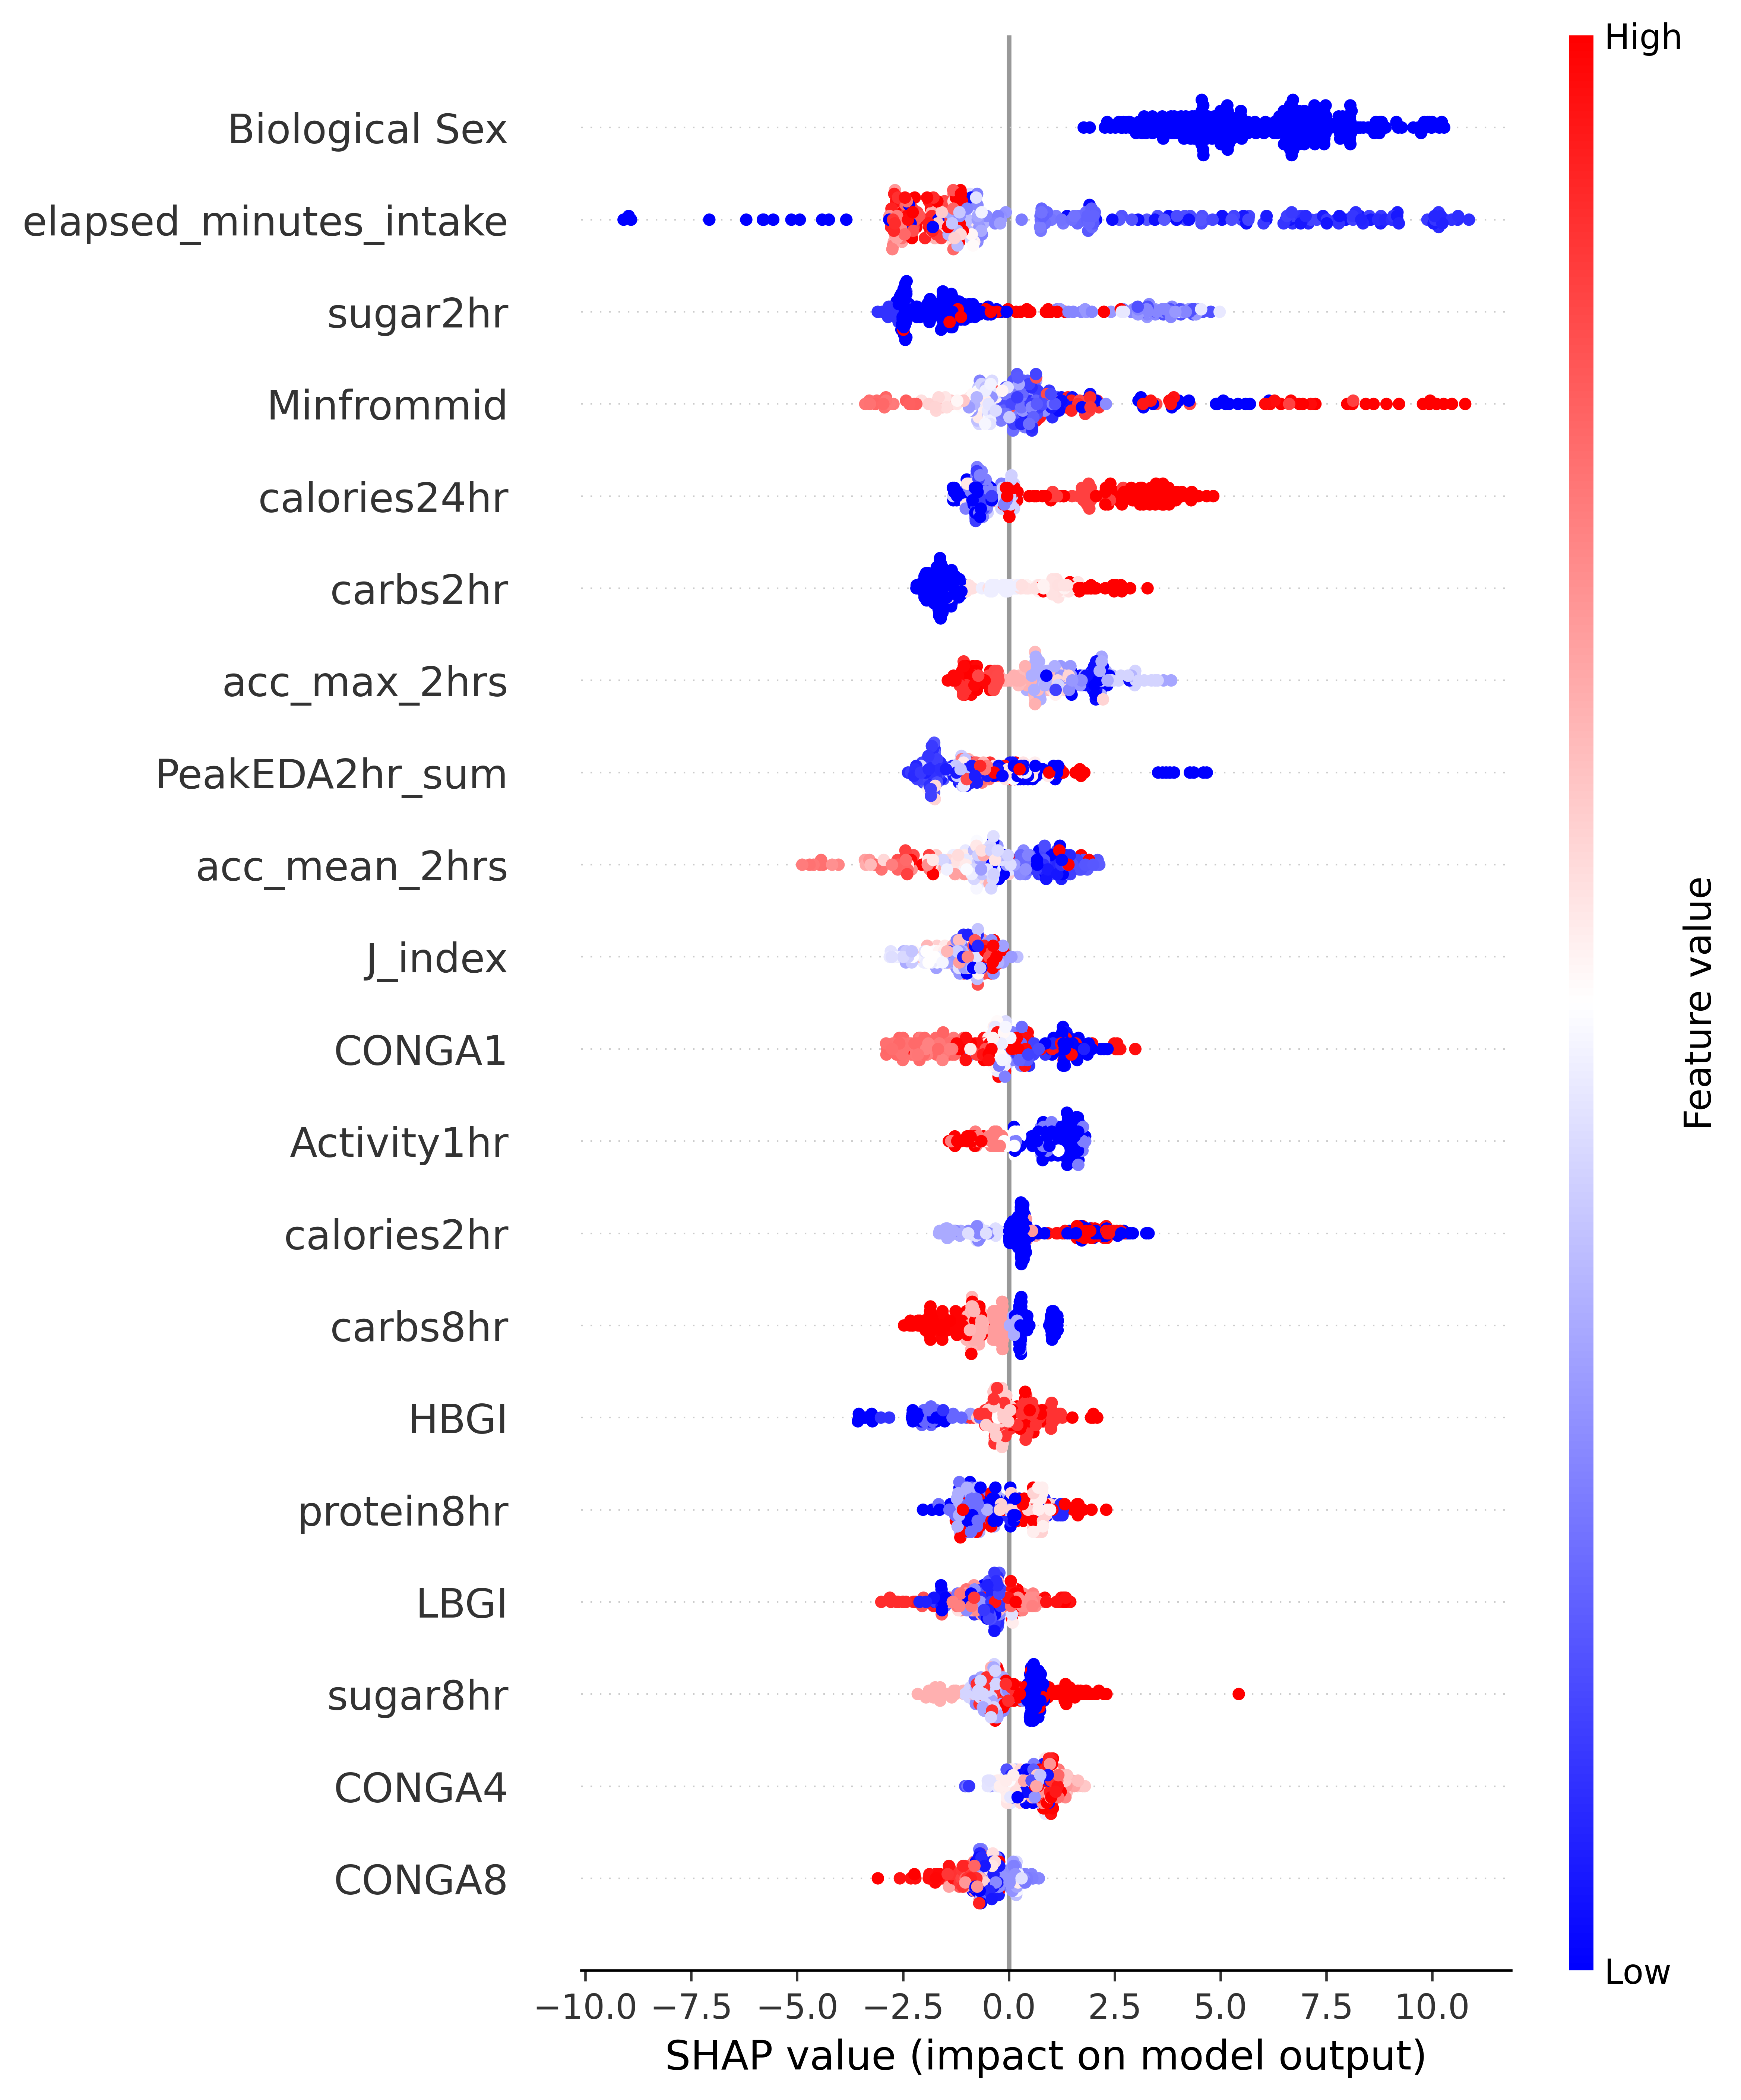 High
Biological Sex
elapsed_minutes_intake
sugar2hr
Minfrommid
calories24hr
carbs2hr
acc_max_2hrs
PeakEDA2hr_sum
acc_mean_2hrs
J_index
CONGA1
Activity1hr
calories2hr
carbs8hr
HBGI
protein8hr
LBGI
sugar8hr
CONGA4
CONGA8
Feature value
Low
−10.0 −7.5 −5.0 −2.5 0.0 2.5 5.0 7.5 10.0
SHAP value (impact on model output)